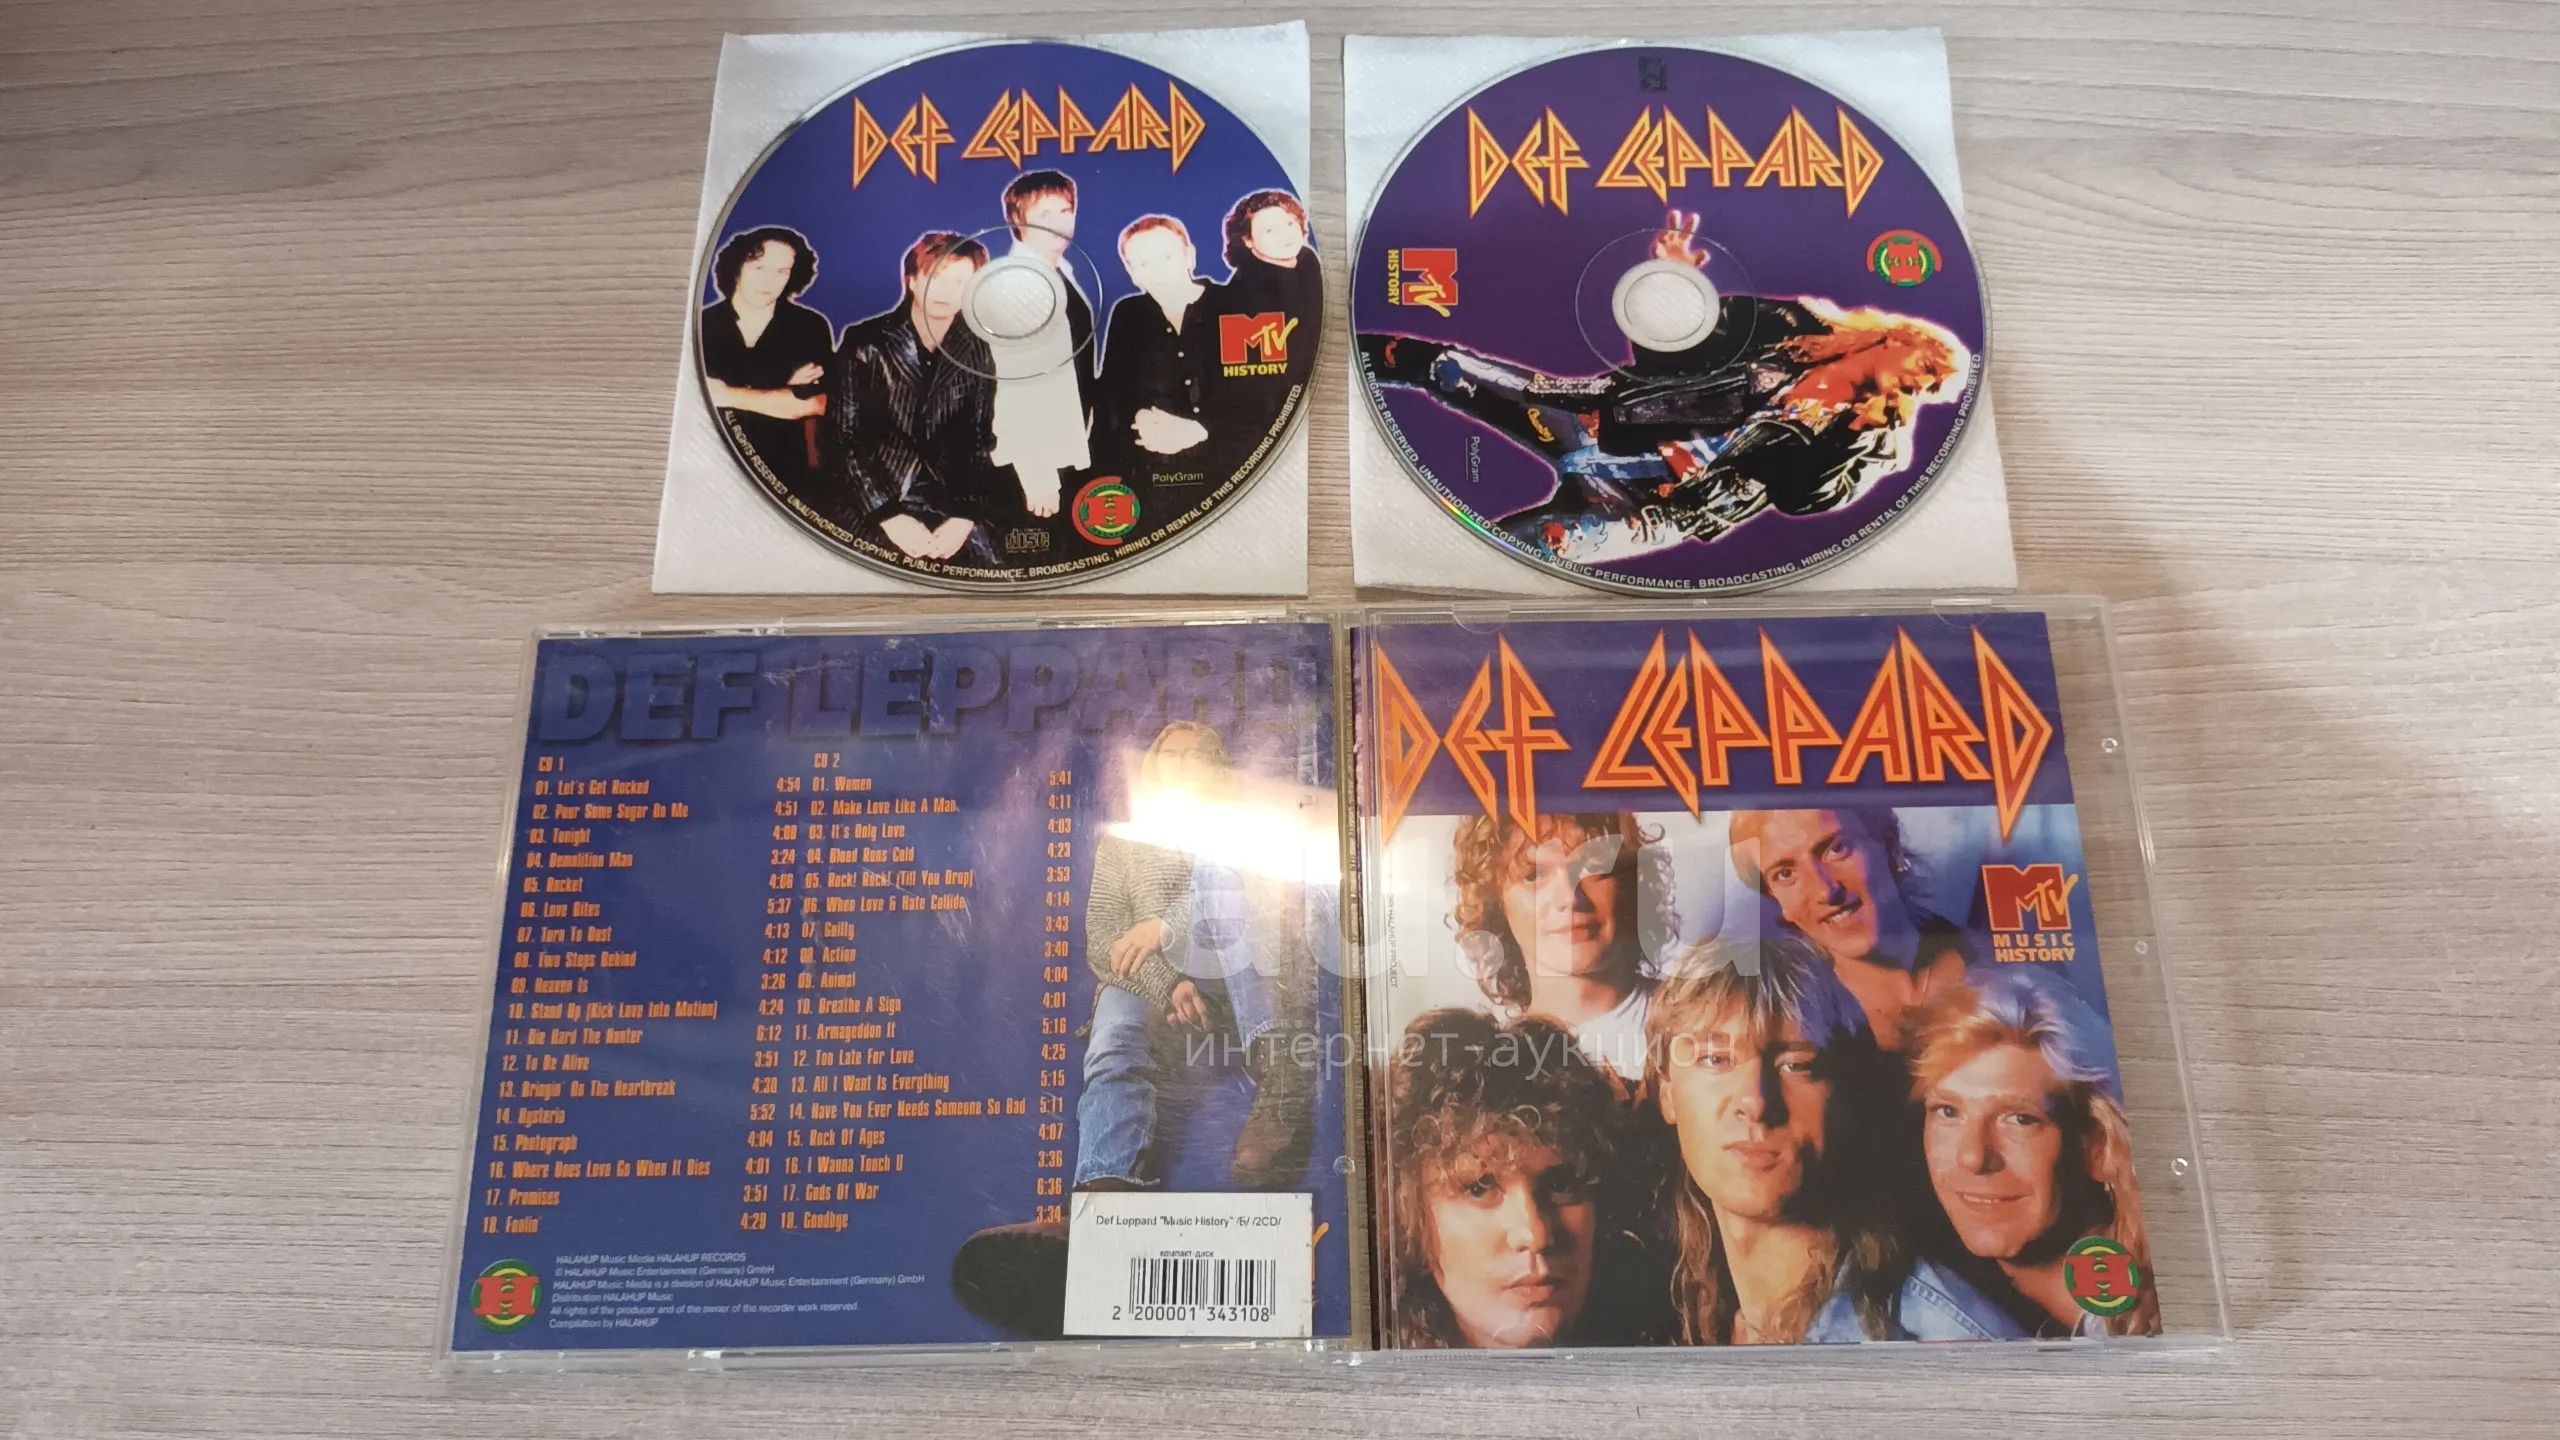 DEF LEPPARD
MTV
HISTORY
PolyGram
disc
ALL RIGHTS RESERVED. UNAUTHORIZED COPYING, PUBLIC PERFORMANCE, BROADCASTING, HIRING OR RENTAL OF THIS RECORDING PROHIBITED.
DEF LEPPARD
MTV
HISTORY
PolyGram
ALL RIGHTS RESERVED. UNAUTHORIZED COPYING, PUBLIC PERFORMANCE, BROADCASTING, HIRING OR RENTAL OF THIS RECORDING PROHIBITED.
DEF LEPPARD
CD 1
01. Let's Get Rocked 4:54
02. Pour Some Sugar On Me 4:51
03. Tonight 4:00
04. Demolition Man 3:24
05. Rocket 4:06
06. Love Bites 5:37
07. Torn To Dust 4:13
08. Two Steps Behind 4:12
09. Heaven Is 3:26
10. Stand Up (Kick Love Into Motion) 4:24
11. Die Hard The Hunter 6:12
12. To Be Alive 3:51
13. Bringin' On The Heartbreak 4:30
14. Hysteria 5:52
15. Photograph 4:04
16. Where Does Love Go When It Dies 4:01
17. Promises 3:51
18. Foolin' 4:29
CD 2
01. Women 5:41
02. Make Love Like A Man 4:11
03. It's Only Love 4:03
04. Blood Runs Cold 4:23
05. Rock! Rock! (Till You Drop) 3:53
06. When Love & Hate Collide 4:14
07. Guilty 3:43
08. Action 3:40
09. Animal 4:04
10. Breathe A Sign 4:01
11. Armageddon It 5:16
12. Too Late For Love 4:25
13. All I Want Is Everything 5:15
14. Have You Ever Needs Someone So Bad 5:11
15. Rock Of Ages 4:07
16. I Wanna Touch U 3:36
17. Gods Of War 6:36
18. Goodbye 3:34
HALAHUP Music Media HALAHUP RECORDS
© HALAHUP Music Entertainment (Germany) GmbH
HALAHUP Music Media is a division of HALAHUP Music Entertainment (Germany) GmbH
Distribution HALAHUP Music
All rights of the producer and of the owner of the recorder work reserved.
Compilation by HALAHUP
Def Leppard "Music History" /Б/ /2CD/
компакт-диск
2 200001 343108
DEF LEPPARD
MTV
MUSIC
HISTORY
HALAHUP PROJECT
au.ru
интернет-аукцион